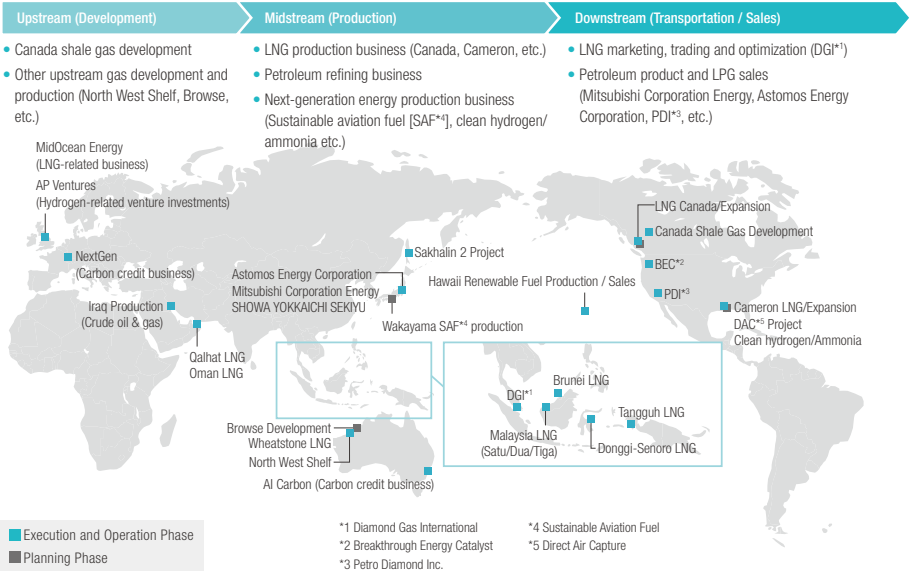 Upstream (Development)
Midstream (Production)
Downstream (Transportation / Sales)
• Canada shale gas development
• Other upstream gas development and
production (North West Shelf, Browse,
etc.)
• LNG production business (Canada, Cameron, etc.)
• Petroleum refining business
• Next-generation energy production business
(Sustainable aviation fuel [SAF*4], clean hydrogen/
ammonia etc.)
• LNG marketing, trading and optimization (DGI*1)
• Petroleum product and LPG sales
(Mitsubishi Corporation Energy, Astomos Energy
Corporation, PDI*3, etc.)
MidOcean Energy
(LNG-related business)
AP Ventures
(Hydrogen-related venture investments)
NextGen
(Carbon credit business)
Iraq Production
(Crude oil & gas)
Qalhat LNG
Oman LNG
Sakhalin 2 Project
Astomos Energy Corporation
Mitsubishi Corporation Energy
SHOWA YOKKAICHI SEKIYU
Wakayama SAF*4 production
Hawaii Renewable Fuel Production / Sales
LNG Canada/Expansion
Canada Shale Gas Development
BEC*2
PDI*3
Cameron LNG/Expansion
DAC*5 Project
Clean hydrogen/Ammonia
DGI*1
Brunei LNG
Malaysia LNG
(Satu/Dua/Tiga)
Tangguh LNG
Donggi-Senoro LNG
Browse Development
Wheatstone LNG
North West Shelf
AI Carbon (Carbon credit business)
Execution and Operation Phase
Planning Phase
*1 Diamond Gas International
*2 Breakthrough Energy Catalyst
*3 Petro Diamond Inc.
*4 Sustainable Aviation Fuel
*5 Direct Air Capture